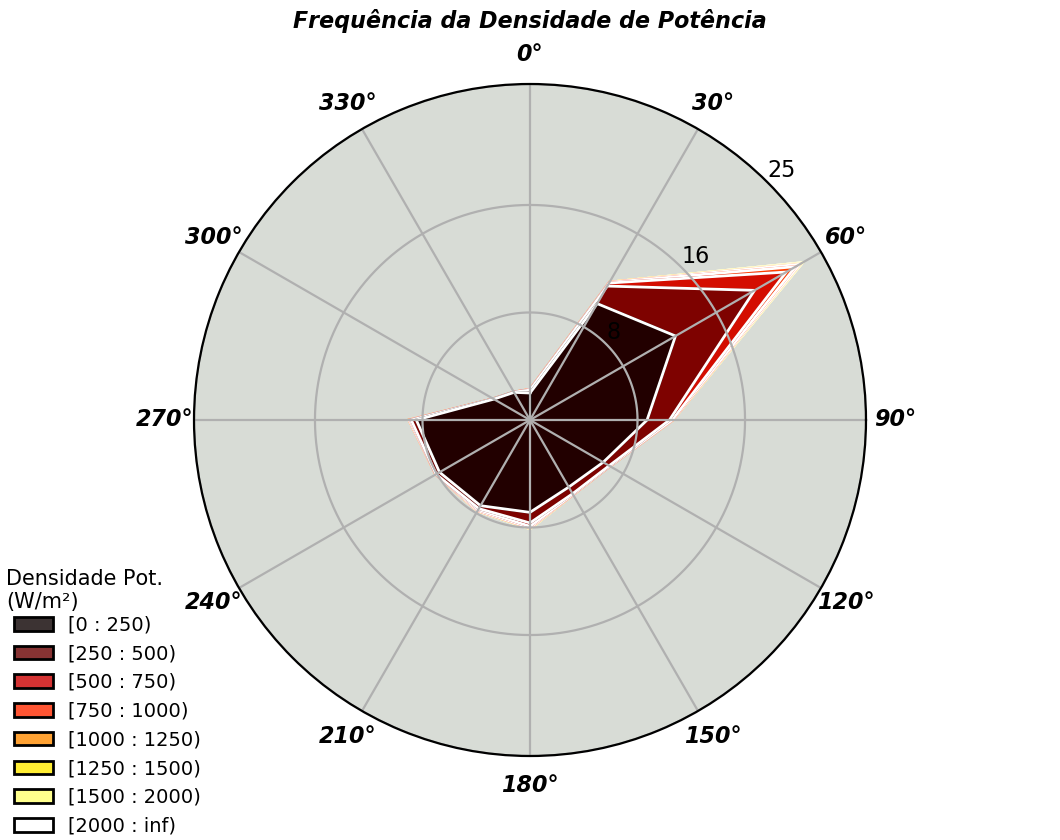 Frequência da Densidade de Potência
0°
330°
30°
25
300°
60°
16
8
270°
90°
240°
120°
210°
150°
180°
Densidade Pot.
(W/m²)
[0 : 250)
[250 : 500)
[500 : 750)
[750 : 1000)
[1000 : 1250)
[1250 : 1500)
[1500 : 2000)
[2000 : inf)